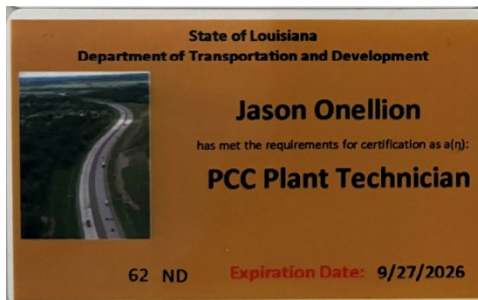 State of Louisiana
Department of Transportation and Development
Jason Onellion
has met the requirements for certification as a(n):
PCC Plant Technician
62 ND
Expiration Date: 9/27/2026